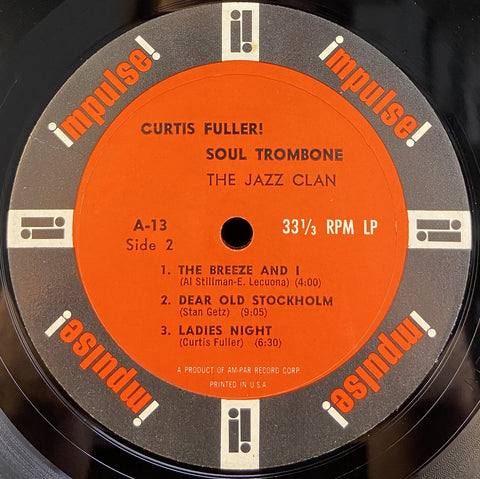 impulse!
impulse!
CURTIS FULLER!
SOUL TROMBONE
THE JAZZ CLAN
A-13
Side 2
33 1/3 RPM LP
1. THE BREEZE AND I
(Al Stillman-E. Lecuona) (4:00)
2. DEAR OLD STOCKHOLM
(Stan Getz) (9:05)
3. LADIES NIGHT
(Curtis Fuller) (6:30)
A PRODUCT OF AM-PAR RECORD CORP.
PRINTED IN U.S.A
impulse!
impulse!